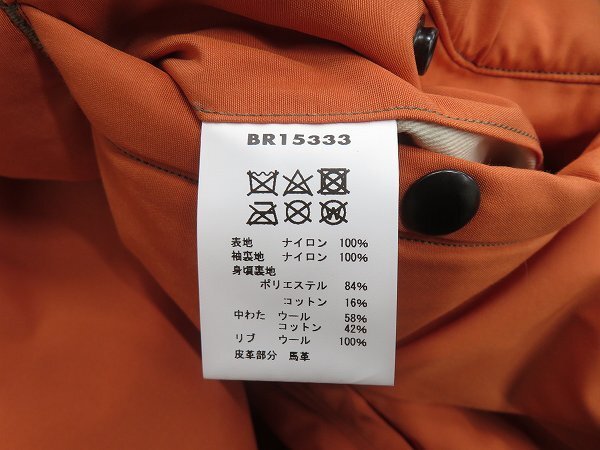 BR15333
表地 ナイロン 100%
袖裏地 ナイロン 100%
身頃裏地
ポリエステル 84%
コットン 16%
中わた ウール 58%
コットン 42%
リブ ウール 100%
皮革部分 馬革